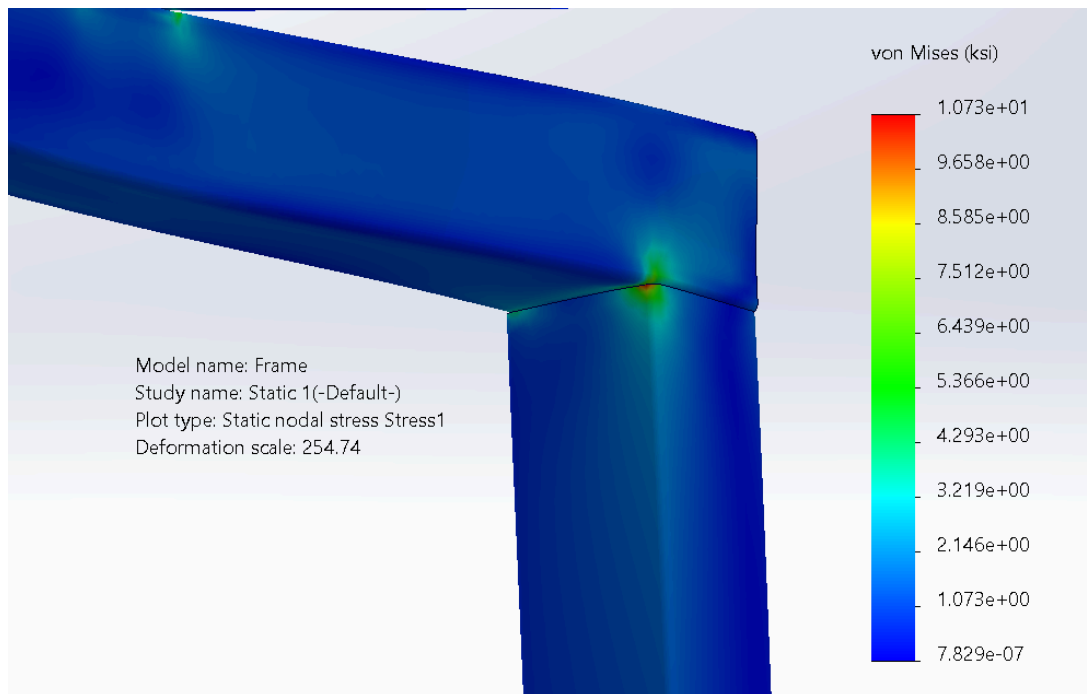 von Mises (ksi)
1.073e+01
9.658e+00
8.585e+00
7.512e+00
6.439e+00
5.366e+00
4.293e+00
3.219e+00
2.146e+00
1.073e+00
7.829e-07
Model name: Frame
Study name: Static 1(-Default-)
Plot type: Static nodal stress Stress1
Deformation scale: 254.74